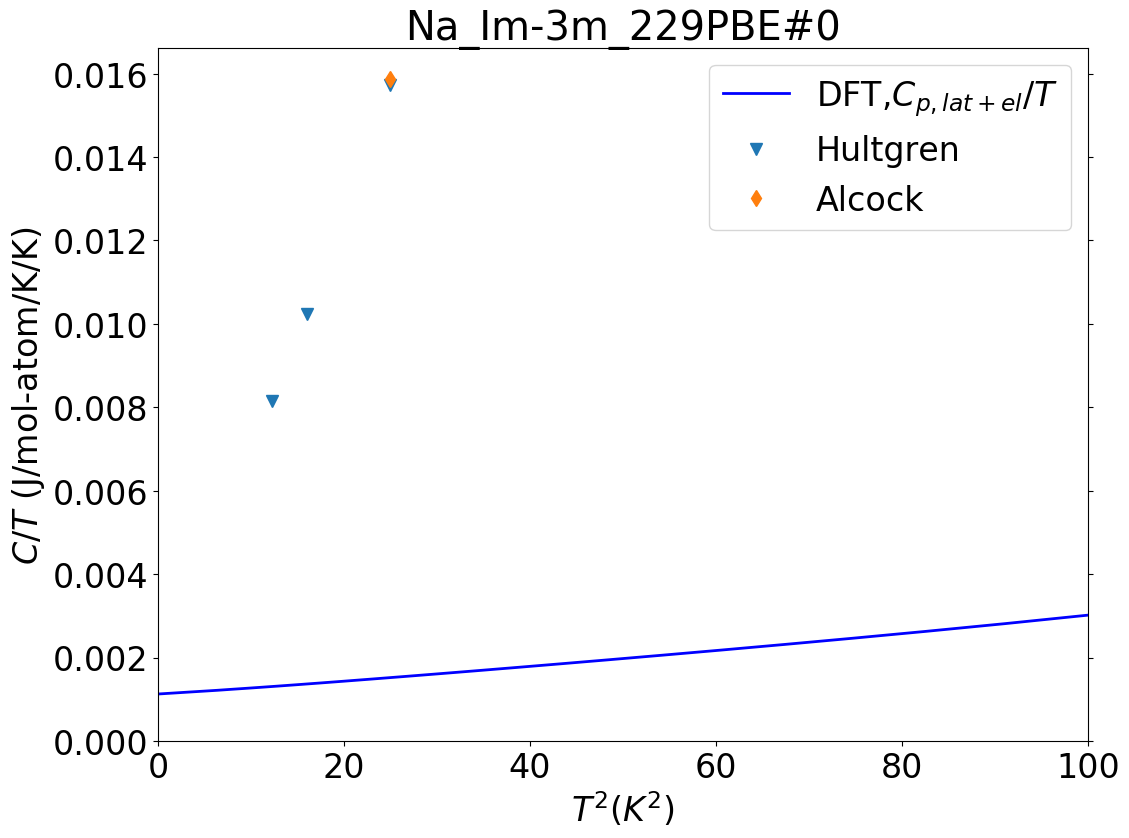 Na_Im-3m_229PBE#0
0.016
0.014
0.012
0.010
0.008
0.006
0.004
0.002
0.000
C/T (J/mol-atom/K/K)
DFT,C_{p, lat+el}/T
Hultgren
Alcock
0 20 40 60 80 100
T²(K²)